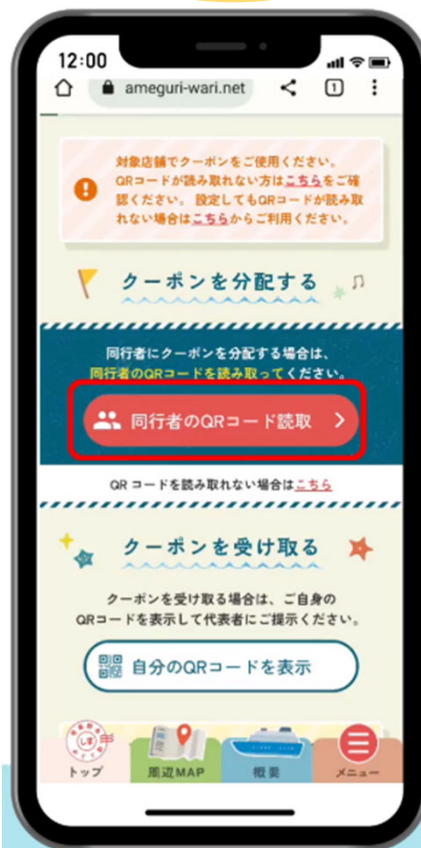 12:00
ameguri-wari.net
1
対象店舗でクーポンをご使用ください。
QRコードが読み取れない方はこちらをご確
認ください。 設定してもQRコードが読み取
れない場合はこちらからご利用ください。
クーポンを分配する
同行者にクーポンを分配する場合は、
同行者のQRコードを読み取ってください。
同行者のQRコード読取
QR コードを読み取れない場合はこちら
クーポンを受け取る
クーポンを受け取る場合は、ご自身の
QRコードを表示して代表者にご提示ください。
自分のQRコードを表示
トップ
周辺MAP
概要
メニュー